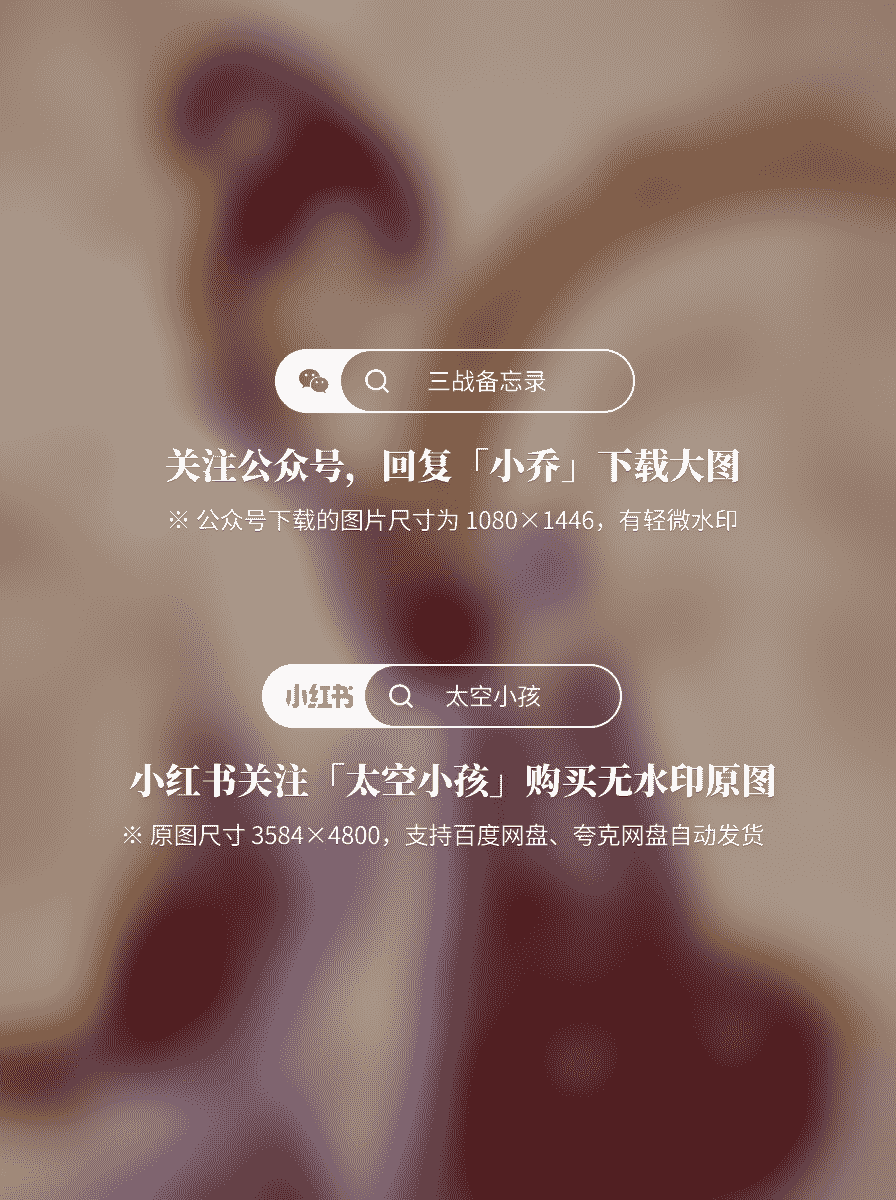 三战备忘录
关注公众号，回复「小乔」下载大图
※ 公众号下载的图片尺寸为 1080×1446，有轻微水印
小红书 太空小孩
小红书关注「太空小孩」购买无水印原图
※ 原图尺寸 3584×4800，支持百度网盘、夸克网盘自动发货